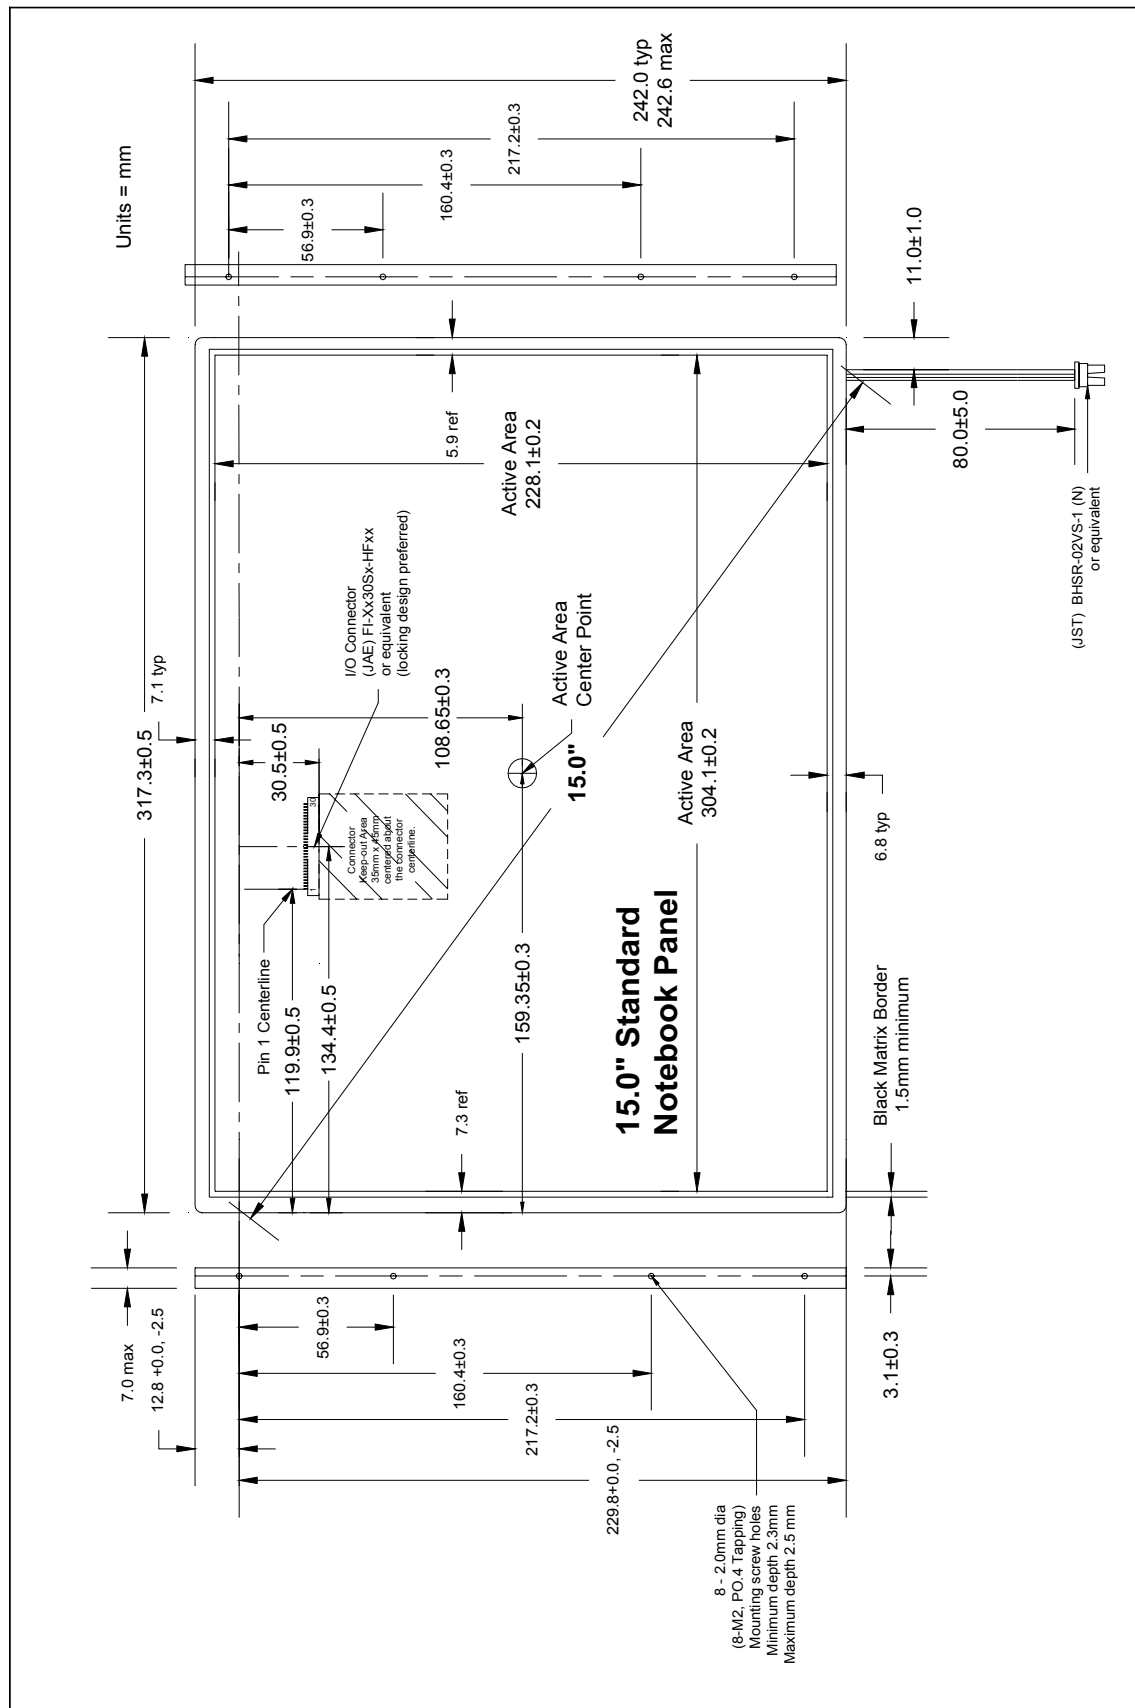 Units = mm
7.0 max
12.8 +0.0, -2.5
56.9±0.3
160.4±0.3
217.2±0.3
229.8+0.0, -2.5
8 - 2.0mm dia
(8-M2, PO.4 Tapping)
Mounting screw holes
Minimum depth 2.3mm
Maximum depth 2.5 mm
3.1±0.3
317.3±0.5
7.1 typ
30.5±0.5
108.65±0.3
I/O Connector
(JAE) FI-Xx30Sx-HFxx
or equivalent
(locking design preferred)
1
30
Connector
Keep-out Area
35mm x 45mm
centered about
the connector
centerline.
Pin 1 Centerline
119.9±0.5
134.4±0.5
159.35±0.3
7.3 ref
5.9 ref
Active Area
228.1±0.2
Active Area
Center Point
15.0"
Active Area
304.1±0.2
15.0" Standard
Notebook Panel
6.8 typ
Black Matrix Border
1.5mm minimum
56.9±0.3
160.4±0.3
217.2±0.3
242.0 typ
242.6 max
11.0±1.0
80.0±5.0
(JST) BHSR-02VS-1 (N)
or equivalent